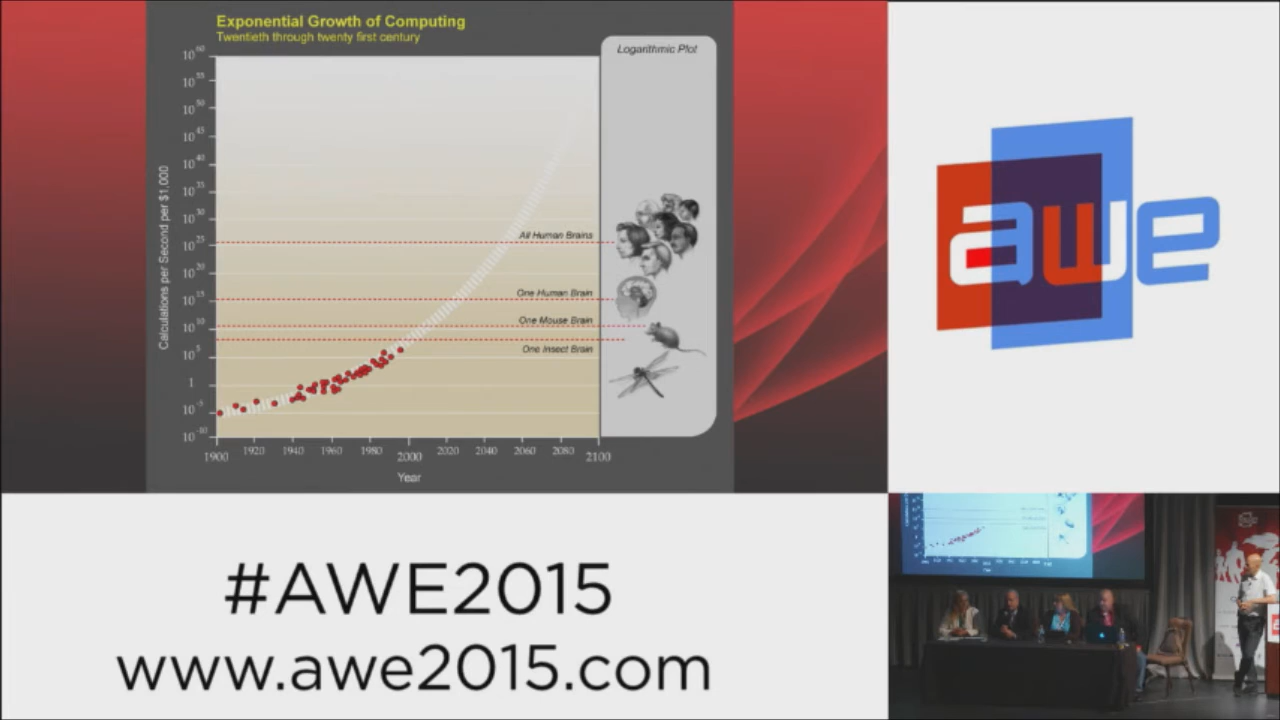 Exponential Growth of Computing
Twentieth through twenty first century
Logarithmic Plot
Calculations per Second per $1,000
10^60
10^55
10^50
10^45
10^40
10^35
10^30
10^25
10^20
10^15
10^10
10^5
1
10^-5
10^-10
All Human Brains
One Human Brain
One Mouse Brain
One Insect Brain
1900 1920 1940 1960 1980 2000 2020 2040 2060 2080 2100
Year
awe
#AWE2015
www.awe2015.com